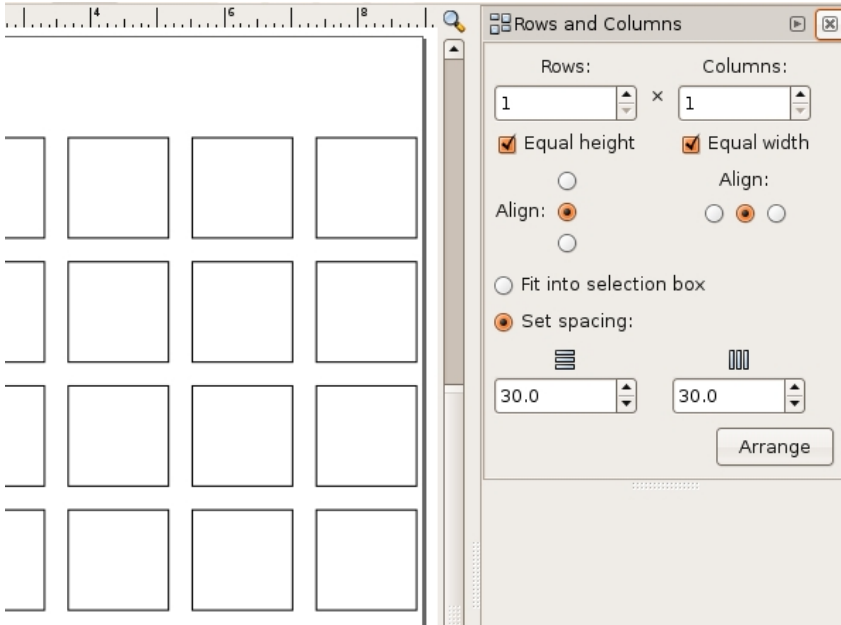 4 6 8
Rows and Columns
Rows: Columns:
1 × 1
Equal height Equal width
Align:
Align:
Fit into selection box
Set spacing:
30.0 30.0
Arrange